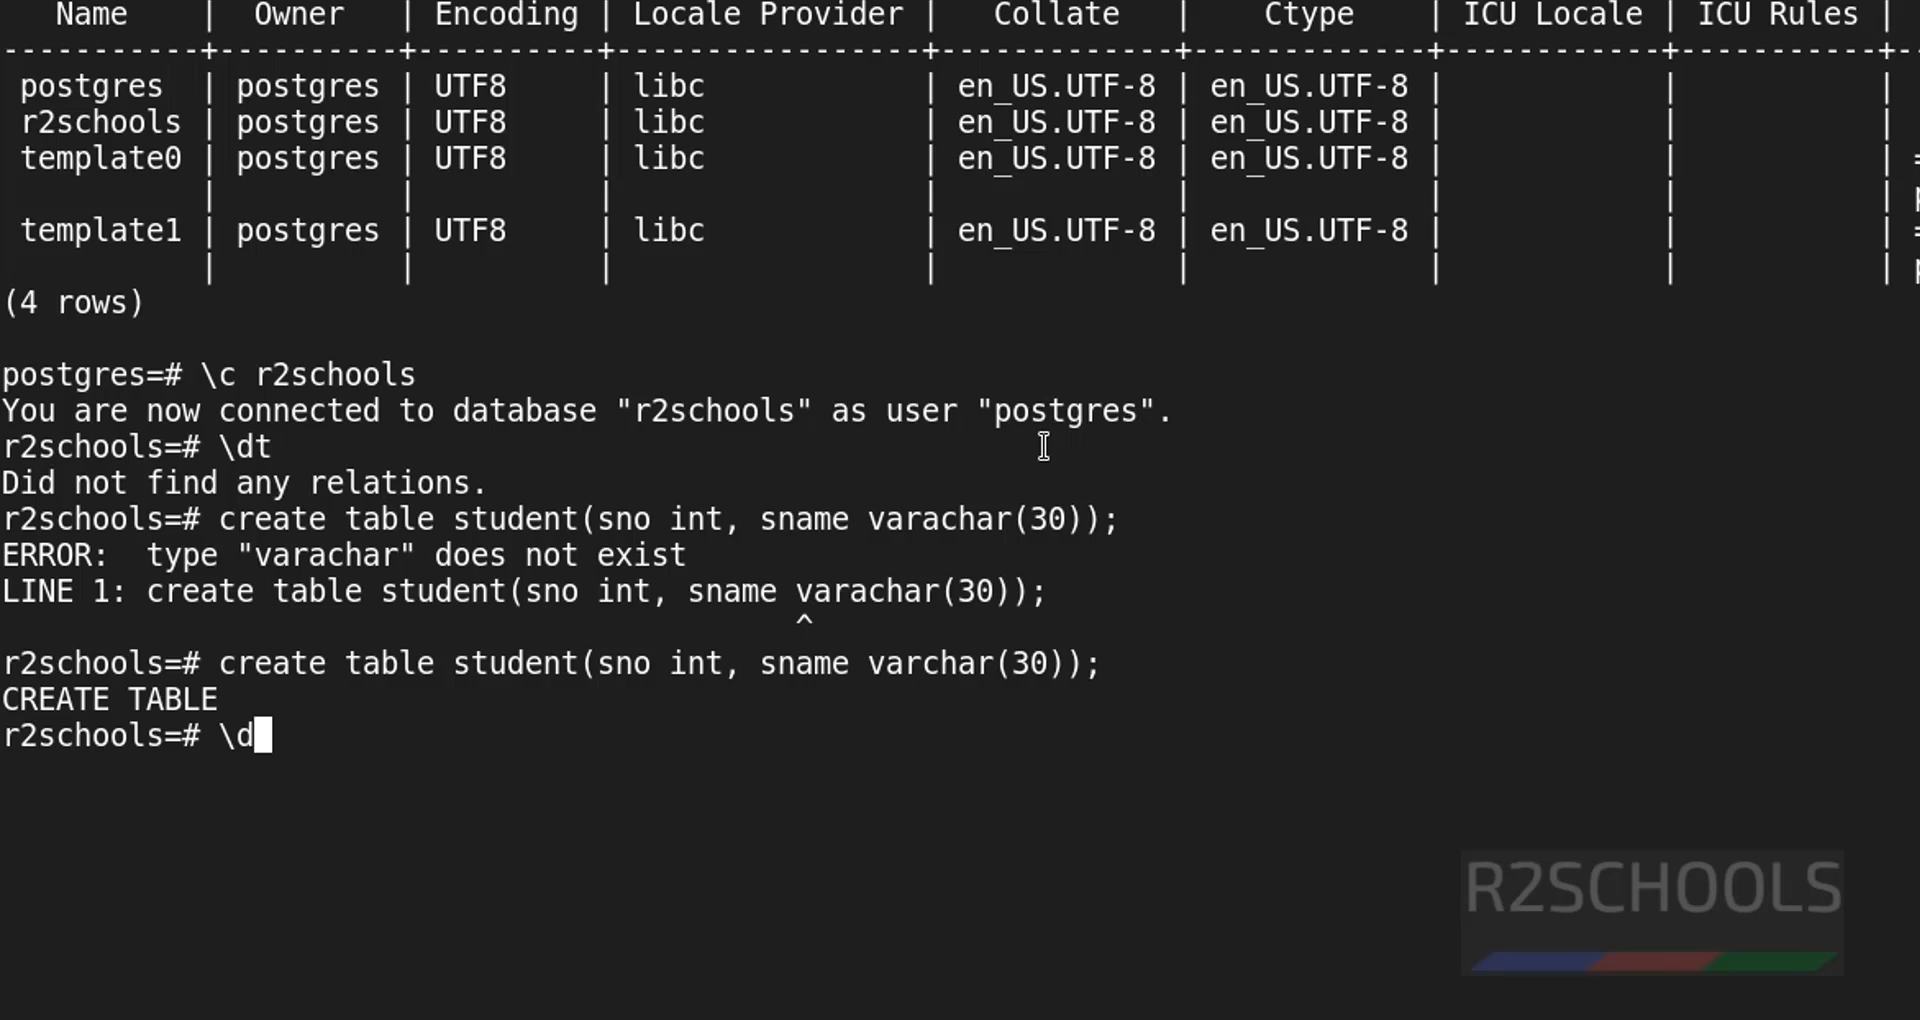 Name | Owner | Encoding | Locale Provider | Collate | Ctype | ICU Locale | ICU Rules |
-----------+----------+----------+-----------------+-------------+-------------+------------+-----------+--
postgres | postgres | UTF8 | libc | en_US.UTF-8 | en_US.UTF-8 | | |
r2schools | postgres | UTF8 | libc | en_US.UTF-8 | en_US.UTF-8 | | |
template0 | postgres | UTF8 | libc | en_US.UTF-8 | en_US.UTF-8 | | | =
| | | | | | | | p
template1 | postgres | UTF8 | libc | en_US.UTF-8 | en_US.UTF-8 | | | =
| | | | | | | | p
(4 rows)
postgres=# \c r2schools
You are now connected to database "r2schools" as user "postgres".
r2schools=# \dt
Did not find any relations.
r2schools=# create table student(sno int, sname varachar(30));
ERROR:  type "varachar" does not exist
LINE 1: create table student(sno int, sname varachar(30));
^
r2schools=# create table student(sno int, sname varchar(30));
CREATE TABLE
r2schools=# \d
R2SCHOOLS